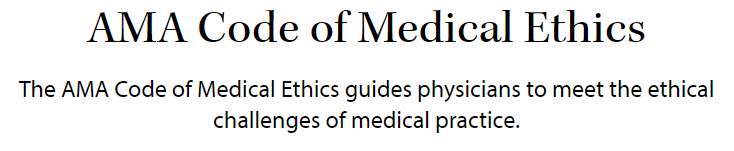 AMA Code of Medical Ethics
The AMA Code of Medical Ethics guides physicians to meet the ethical
challenges of medical practice.